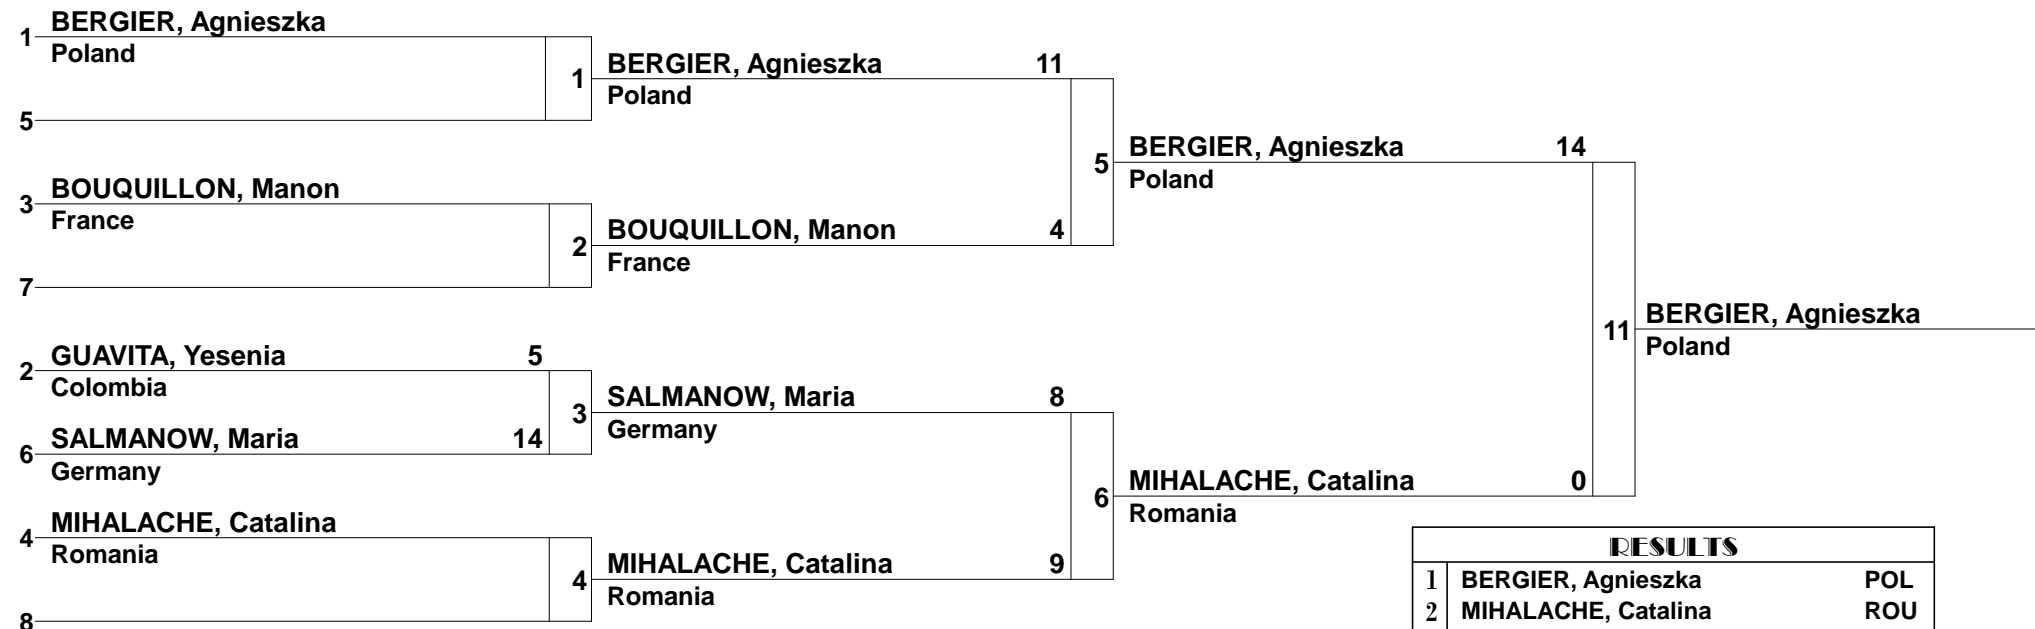 BERGIER, Agnieszka
1
Poland
5
BOUQUILLON, Manon
3
France
7
GUAVITA, Yesenia 5
2
Colombia
SALMANOW, Maria 14
6
Germany
MIHALACHE, Catalina
4
Romania
8
1
BERGIER, Agnieszka 11
Poland
2
BOUQUILLON, Manon 4
France
3
SALMANOW, Maria 8
Germany
4
MIHALACHE, Catalina 9
Romania
5
BERGIER, Agnieszka 14
Poland
6
MIHALACHE, Catalina 0
Romania
11
BERGIER, Agnieszka
Poland
RESULTS
1 BERGIER, Agnieszka POL
2 MIHALACHE, Catalina ROU